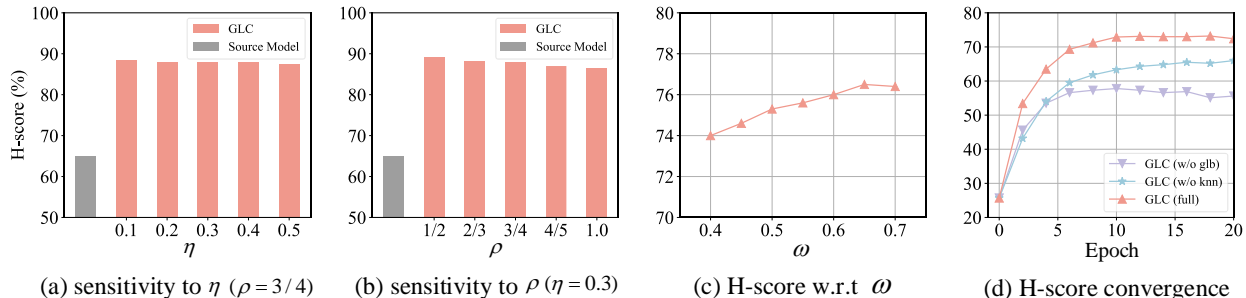 H-score (%)
100
90
80
70
60
50
GLC
Source Model
0.1 0.2 0.3 0.4 0.5
η
(a) sensitivity to η (ρ = 3 / 4)
100
90
80
70
60
50
GLC
Source Model
1/2 2/3 3/4 4/5 1.0
ρ
(b) sensitivity to ρ (η = 0.3)
80
78
76
74
72
70
0.4 0.5 0.6 0.7
ω
(c) H-score w.r.t ω
80
70
60
50
40
30
20
GLC (w/o glb)
GLC (w/o knn)
GLC (full)
0 5 10 15 20
Epoch
(d) H-score convergence